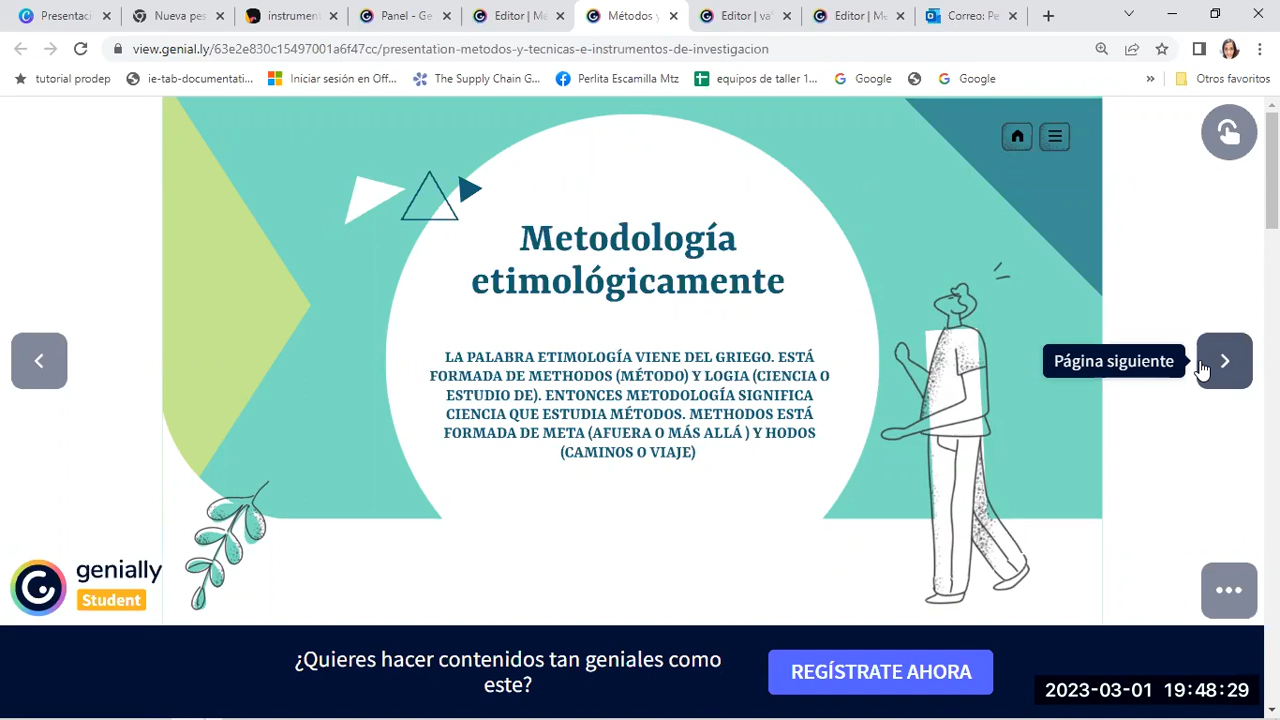 Presentaci
Nueva pes
instrument
Panel - Ge
Editor | Ma
Métodos y
Editor | va
Editor | Me
Correo: Pe
view.genial.ly/63e2e830c15497001a6f47cc/presentation-metodos-y-tecnicas-e-instrumentos-de-investigacion
tutorial prodep
ie-tab-documentati...
Iniciar sesión en Off...
The Supply Chain G...
Perlita Escamilla Mtz
equipos de taller 1...
Google
Google
»
Otros favoritos
Metodología
etimológicamente
LA PALABRA ETIMOLOGÍA VIENE DEL GRIEGO. ESTÁ
FORMADA DE METHODOS (MÉTODO) Y LOGIA (CIENCIA O
ESTUDIO DE). ENTONCES METODOLOGÍA SIGNIFICA
CIENCIA QUE ESTUDIA MÉTODOS. METHODOS ESTÁ
FORMADA DE META (AFUERA O MÁS ALLÁ ) Y HODOS
(CAMINOS O VIAJE)
Página siguiente
genially
Student
¿Quieres hacer contenidos tan geniales como
este?
REGÍSTRATE AHORA
2023-03-01 19:48:29